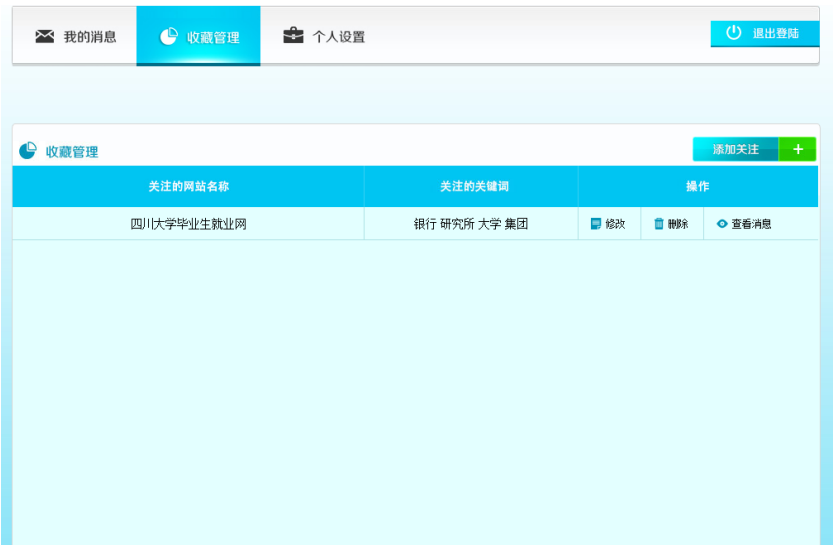 我的消息 收藏管理 个人设置 退出登陆
收藏管理 添加关注 +
关注的网站名称 关注的关键词 操作
四川大学毕业生就业网 银行 研究所 大学 集团 修改 删除 查看消息